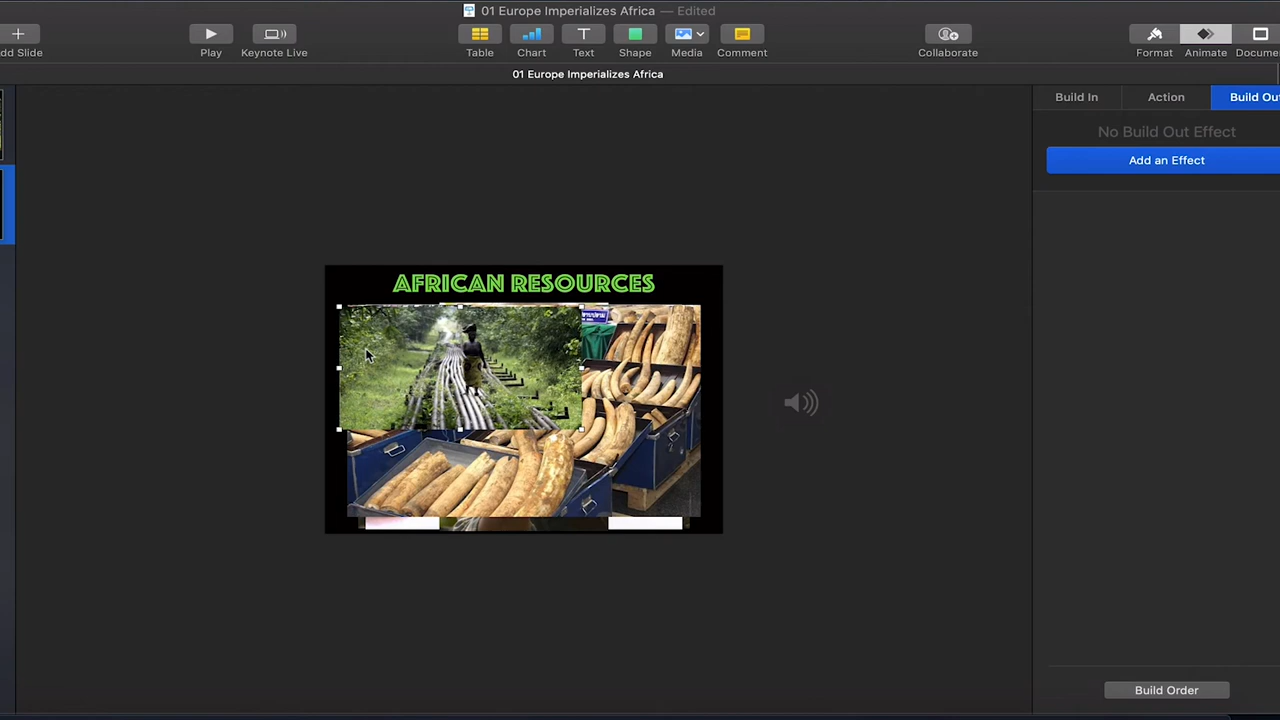 01 Europe Imperializes Africa — Edited
dd Slide
Play
Keynote Live
Table
Chart
Text
Shape
Media
Comment
Collaborate
Format
Animate
Docume
01 Europe Imperializes Africa
Build In
Action
Build Ou
No Build Out Effect
Add an Effect
AFRICAN RESOURCES
Build Order